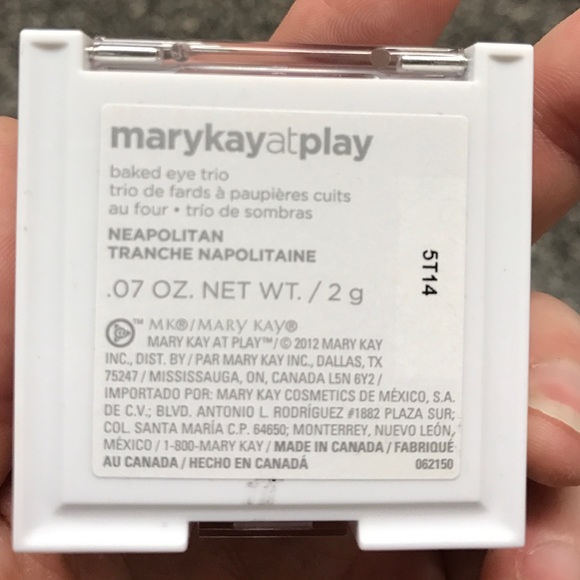 marykayatplay
baked eye trio
trio de fards à paupières cuits
au four • trío de sombras
NEAPOLITAN
TRANCHE NAPOLITAINE
.07 OZ. NET WT. / 2 g
5T14
™ MK®/MARY KAY®
MARY KAY AT PLAY™/© 2012 MARY KAY
INC., DIST. BY / PAR MARY KAY INC., DALLAS, TX
75247 / MISSISSAUGA, ON, CANADA L5N 6Y2 /
IMPORTADO POR: MARY KAY COSMETICS DE MÉXICO, S.A.
DE C.V.; BLVD. ANTONIO L. RODRÍGUEZ #1882 PLAZA SUR;
COL. SANTA MARÍA C.P. 64650; MONTERREY, NUEVO LEÓN,
MÉXICO / 1-800-MARY KAY / MADE IN CANADA / FABRIQUÉ
AU CANADA / HECHO EN CANADÁ 062150